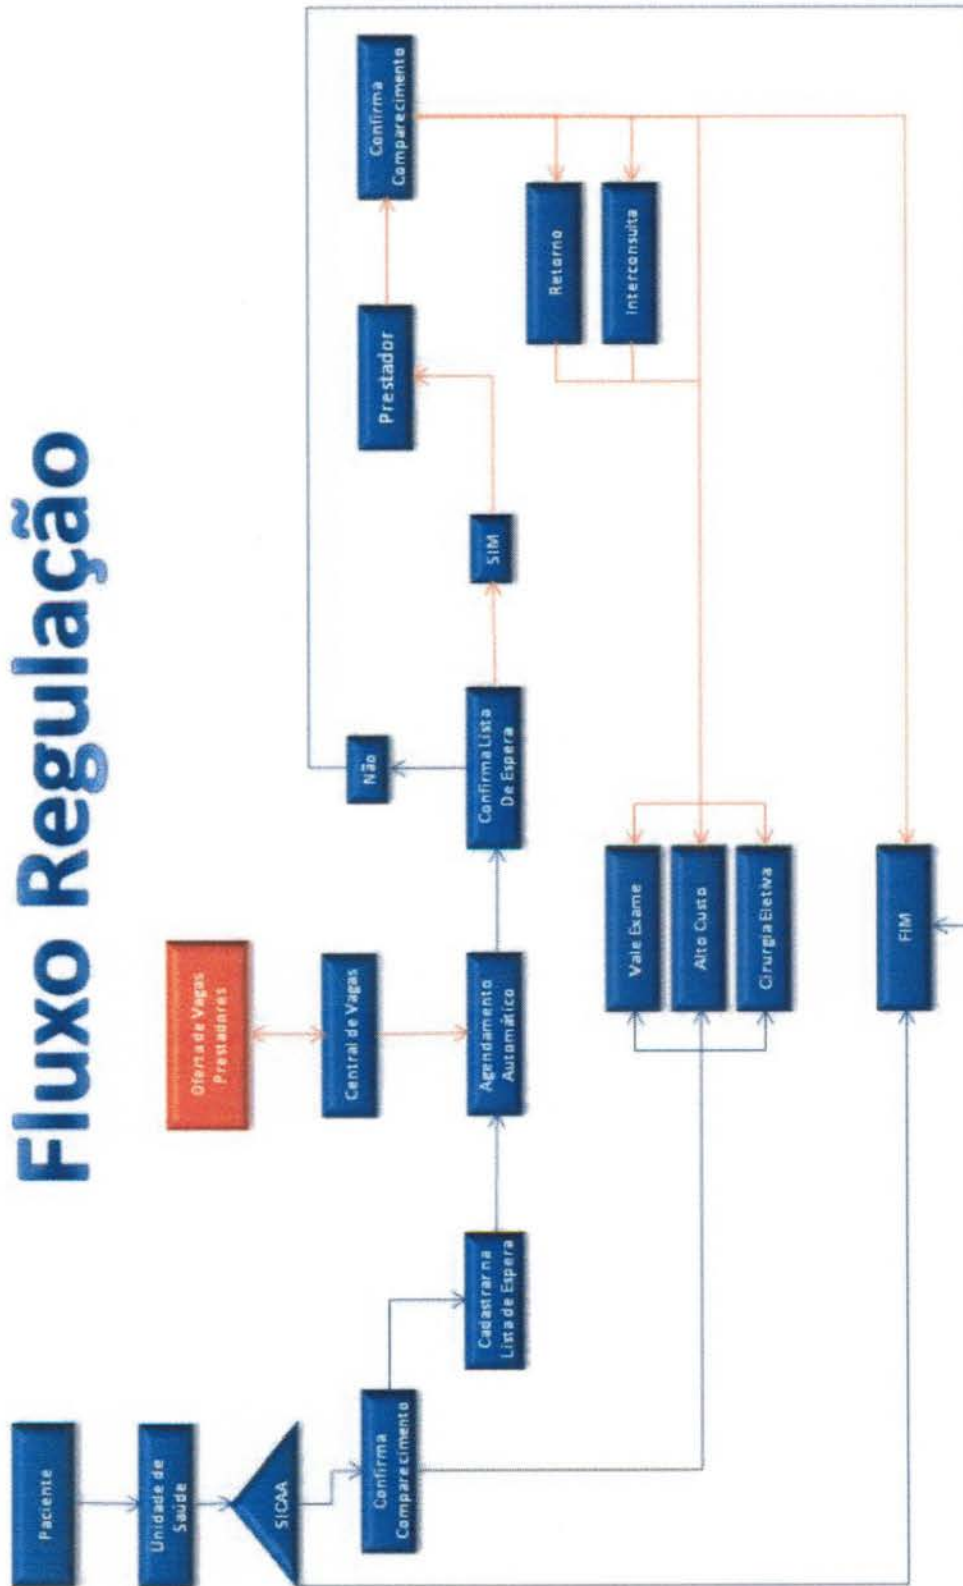 Fluxo Regulação
Paciente
Unidade de
Saúde
SICAA
Confirma
Comparecimento
Cadastrar na
Lista de Espera
Oferta de Vagas
Prestadores
Central de Vagas
Agendamento
Automático
Confirma Lista
De Espera
Não
SIM
Prestador
Confirma
Comparecimento
Retorno
Interconsulta
Vale Exame
Alto Custo
Cirurgia Eletiva
FIM